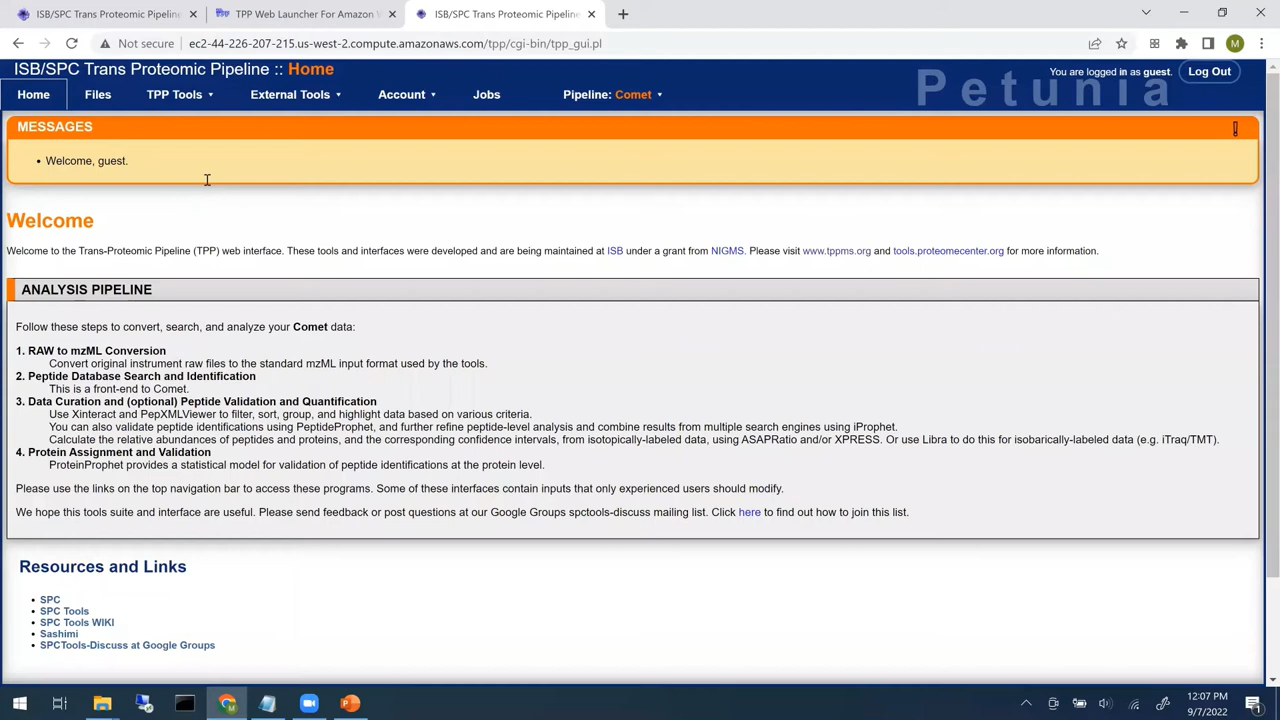 ISB/SPC Trans Proteomic Pipeline
TPP Web Launcher For Amazon
ISB/SPC Trans Proteomic Pipeline
Not secure
ec2-44-226-207-215.us-west-2.compute.amazonaws.com/tpp/cgi-bin/tpp_gui.pl
M
ISB/SPC Trans Proteomic Pipeline :: Home
Petunia
You are logged in as guest.
Log Out
Home
Files
TPP Tools
External Tools
Account
Jobs
Pipeline: Comet
MESSAGES
• Welcome, guest.
Welcome
Welcome to the Trans-Proteomic Pipeline (TPP) web interface. These tools and interfaces were developed and are being maintained at ISB under a grant from NIGMS. Please visit www.tppms.org and tools.proteomecenter.org for more information.
ANALYSIS PIPELINE
Follow these steps to convert, search, and analyze your Comet data:
1. RAW to mzML Conversion
Convert original instrument raw files to the standard mzML input format used by the tools.
2. Peptide Database Search and Identification
This is a front-end to Comet.
3. Data Curation and (optional) Peptide Validation and Quantification
Use Xinteract and PepXMLViewer to filter, sort, group, and highlight data based on various criteria.
You can also validate peptide identifications using PeptideProphet, and further refine peptide-level analysis and combine results from multiple search engines using iProphet.
Calculate the relative abundances of peptides and proteins, and the corresponding confidence intervals, from isotopically-labeled data, using ASAPRatio and/or XPRESS. Or use Libra to do this for isobarically-labeled data (e.g. iTraq/TMT).
4. Protein Assignment and Validation
ProteinProphet provides a statistical model for validation of peptide identifications at the protein level.
Please use the links on the top navigation bar to access these programs. Some of these interfaces contain inputs that only experienced users should modify.
We hope this tools suite and interface are useful. Please send feedback or post questions at our Google Groups spctools-discuss mailing list. Click here to find out how to join this list.
Resources and Links
• SPC
• SPC Tools
• SPC Tools WIKI
• Sashimi
• SPCTools-Discuss at Google Groups
12:07 PM
9/7/2022